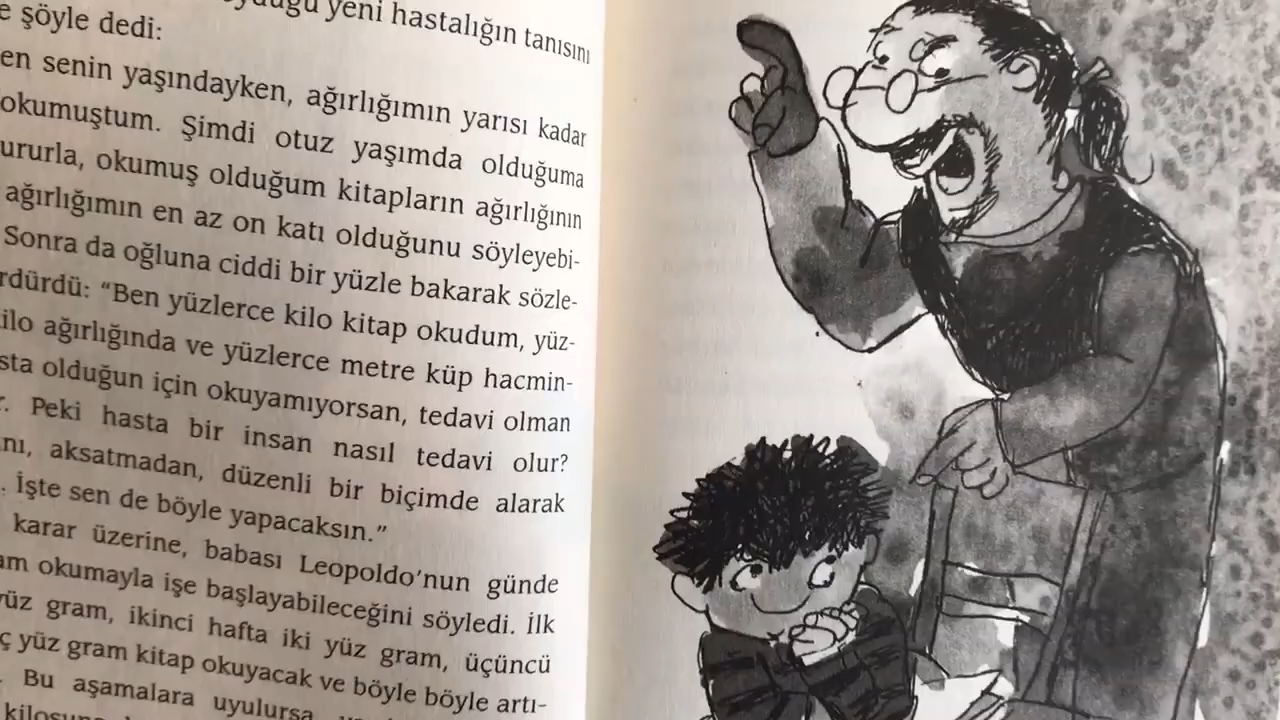 yeni hastalığın tanısını
e şöyle dedi:
en senin yaşındayken, ağırlığımın yarısı kadar
okumuştum. Şimdi otuz yaşımda olduğuma
ururla, okumuş olduğum kitapların ağırlığının
ağırlığımın en az on katı olduğunu söyleyebi-
Sonra da oğluna ciddi bir yüzle bakarak sözle-
rdürdü: “Ben yüzlerce kilo kitap okudum, yüz-
ilo ağırlığında ve yüzlerce metre küp hacmin-
sta olduğun için okuyamıyorsan, tedavi olman
r. Peki hasta bir insan nasıl tedavi olur?
nı, aksatmadan, düzenli bir biçimde alarak
. İşte sen de böyle yapacaksın.”
karar üzerine, babası Leopoldo’nun günde
am okumayla işe başlayabileceğini söyledi. İlk
yüz gram, ikinci hafta iki yüz gram, üçüncü
ç yüz gram kitap okuyacak ve böyle böyle artı-
. Bu aşamalara uyulursa